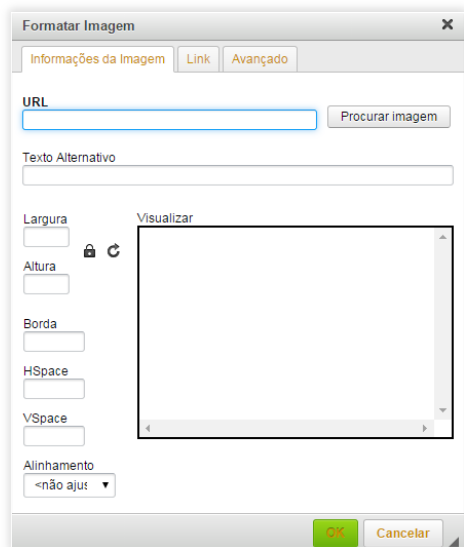 Formatar Imagem
Informações da Imagem Link Avançado
URL
Procurar imagem
Texto Alternativo
Largura
Visualizar
Altura
Borda
HSpace
VSpace
Alinhamento
<não ajus
OK Cancelar